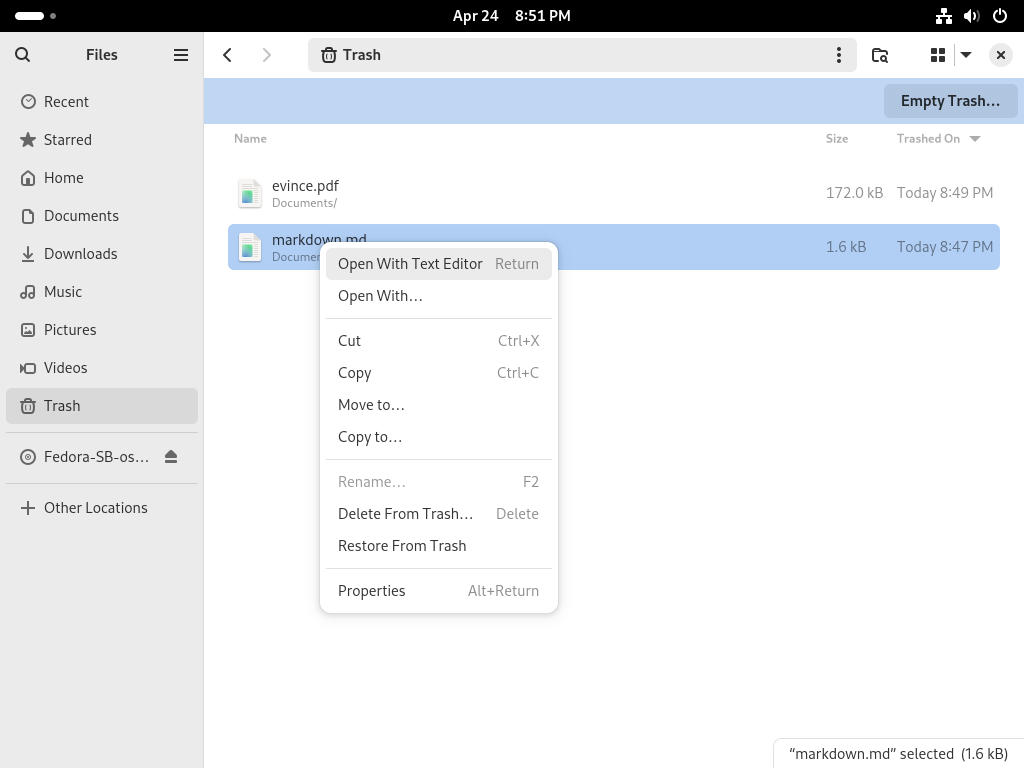 Apr 24 8:51 PM
Files
Trash
Recent
Starred
Home
Documents
Downloads
Music
Pictures
Videos
Trash
Fedora-SB-os…
Other Locations
Empty Trash…
Name Size Trashed On
evince.pdf 172.0 kB Today 8:49 PM
Documents/
markdown.md 1.6 kB Today 8:47 PM
Open With Text Editor Return
Open With…
Cut Ctrl+X
Copy Ctrl+C
Move to…
Copy to…
Rename… F2
Delete From Trash… Delete
Restore From Trash
Properties Alt+Return
“markdown.md” selected (1.6 kB)